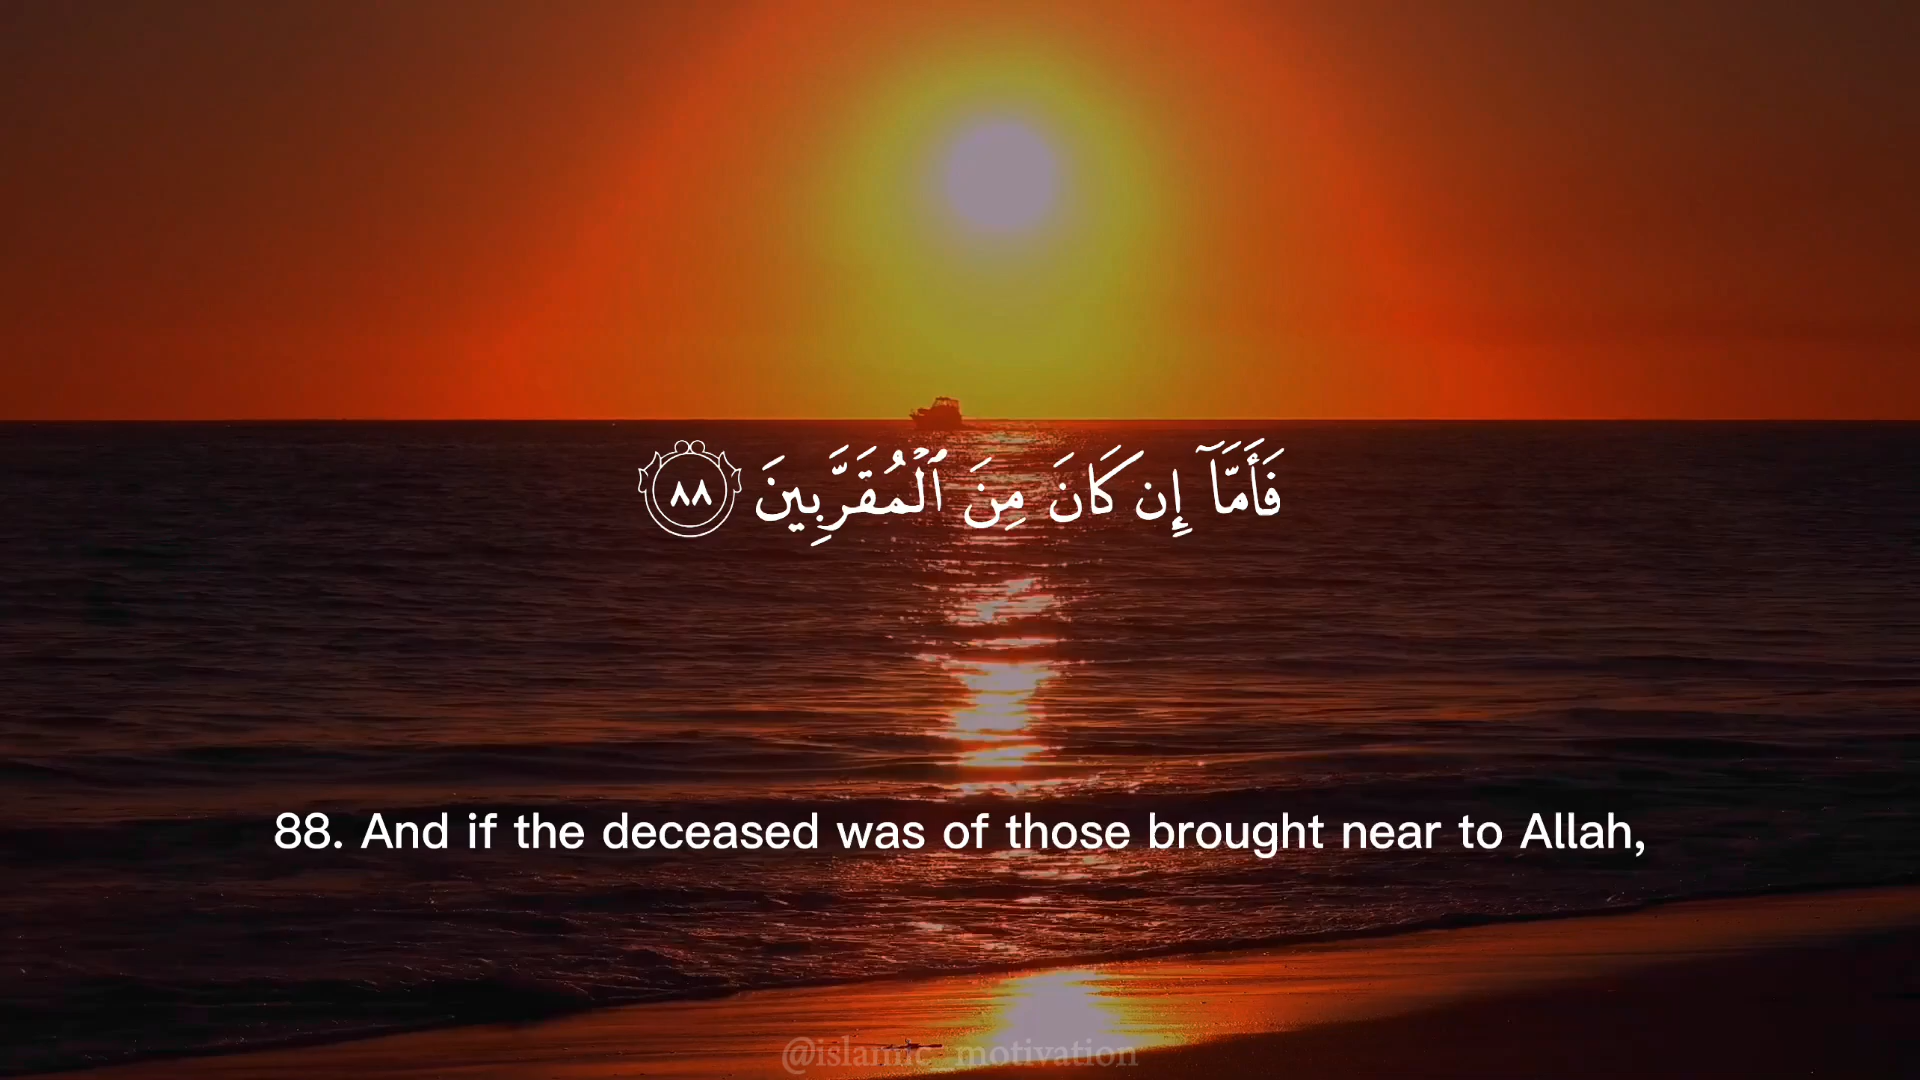 فَأَمَّآ إِن كَانَ مِنَ ٱلۡمُقَرَّبِينَ ٨٨
88. And if the deceased was of those brought near to Allah,
@islamic_motivation